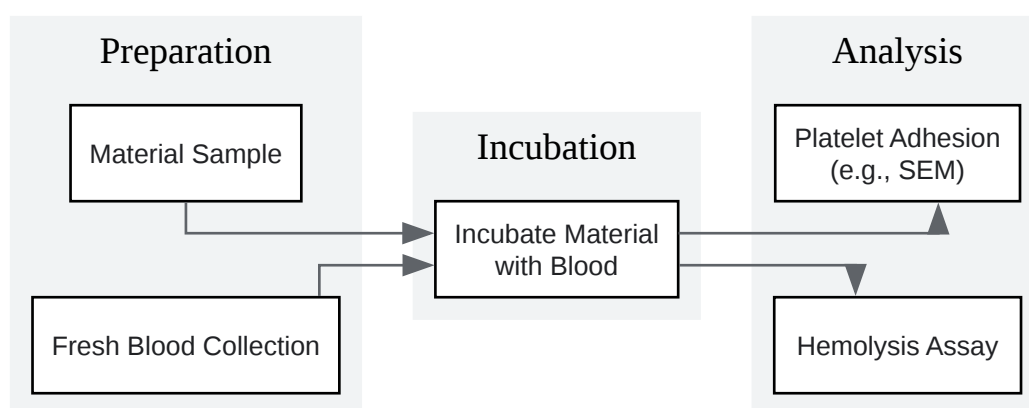 Preparation
Material Sample
Fresh Blood Collection
Incubation
Incubate Material
with Blood
Analysis
Platelet Adhesion
(e.g., SEM)
Hemolysis Assay